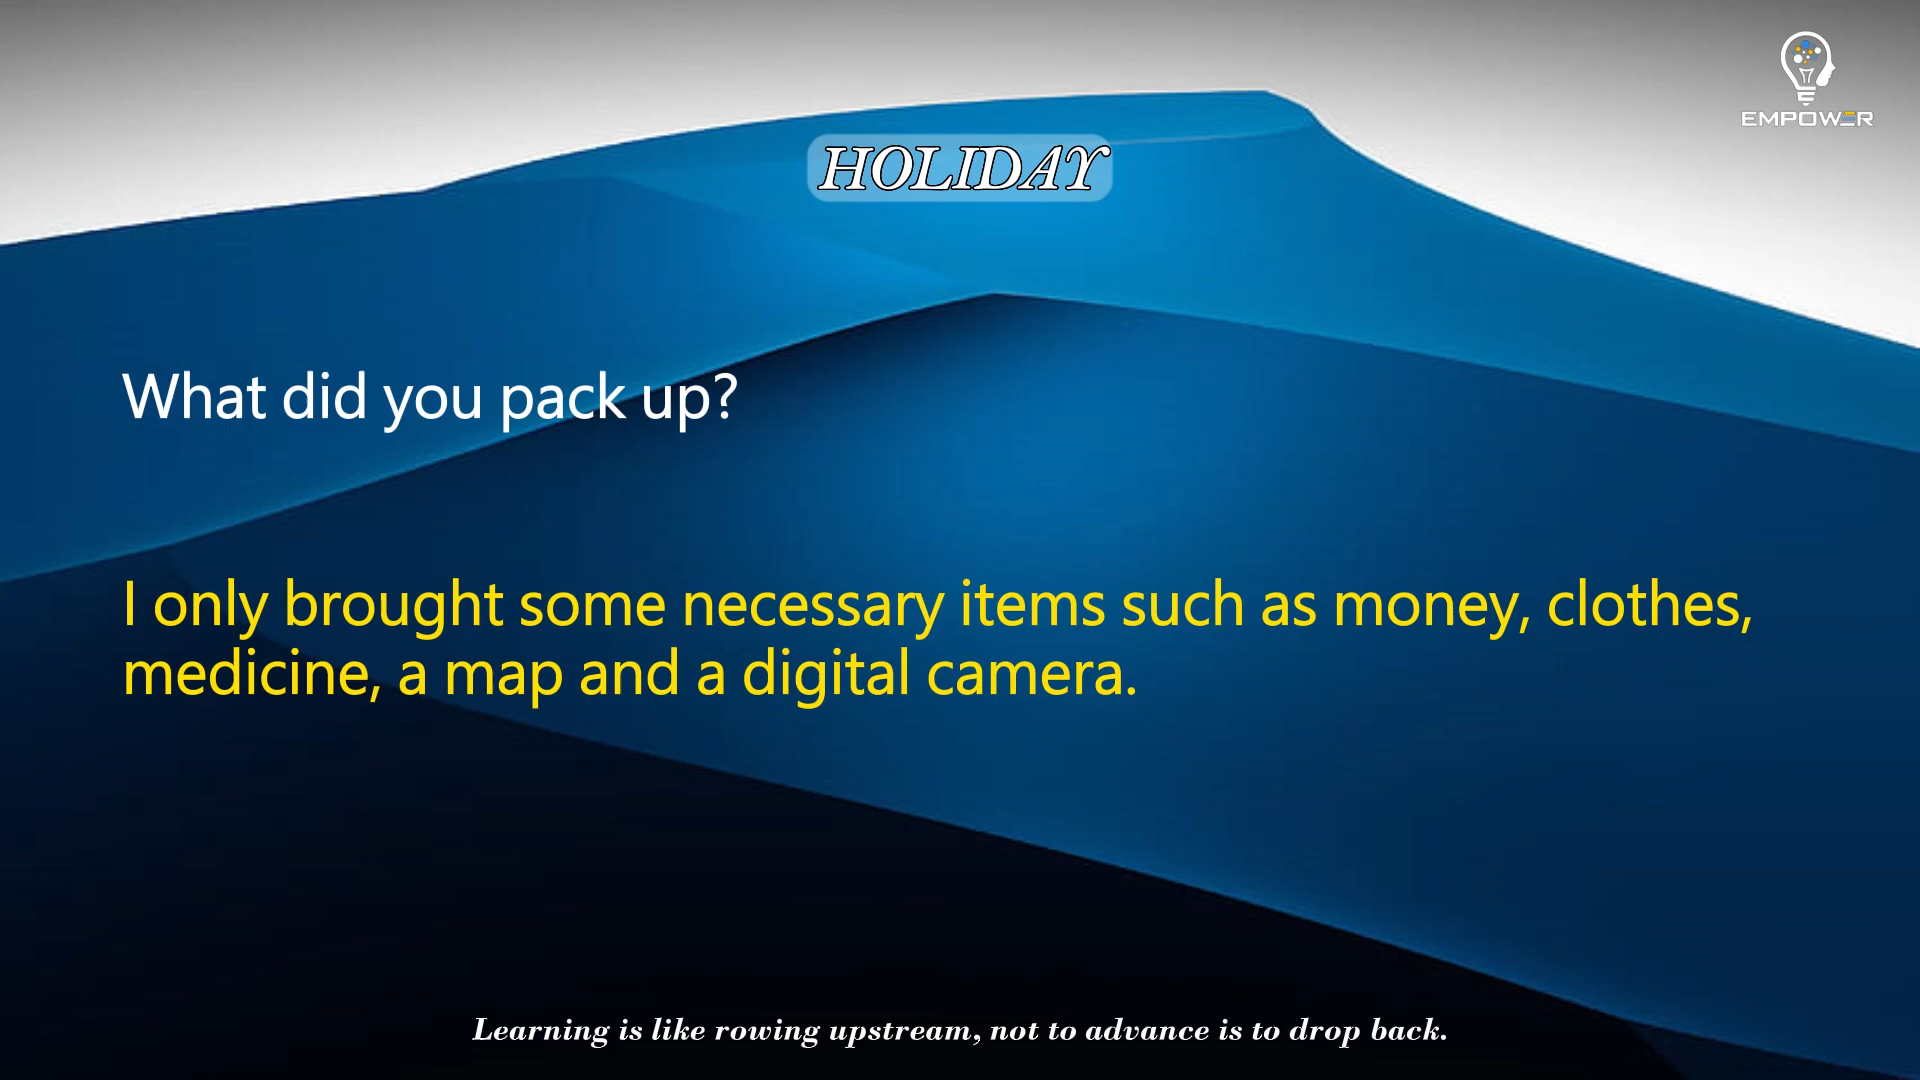 EMPOWER
HOLIDAY
What did you pack up?
I only brought some necessary items such as money, clothes,
medicine, a map and a digital camera.
Learning is like rowing upstream, not to advance is to drop back.